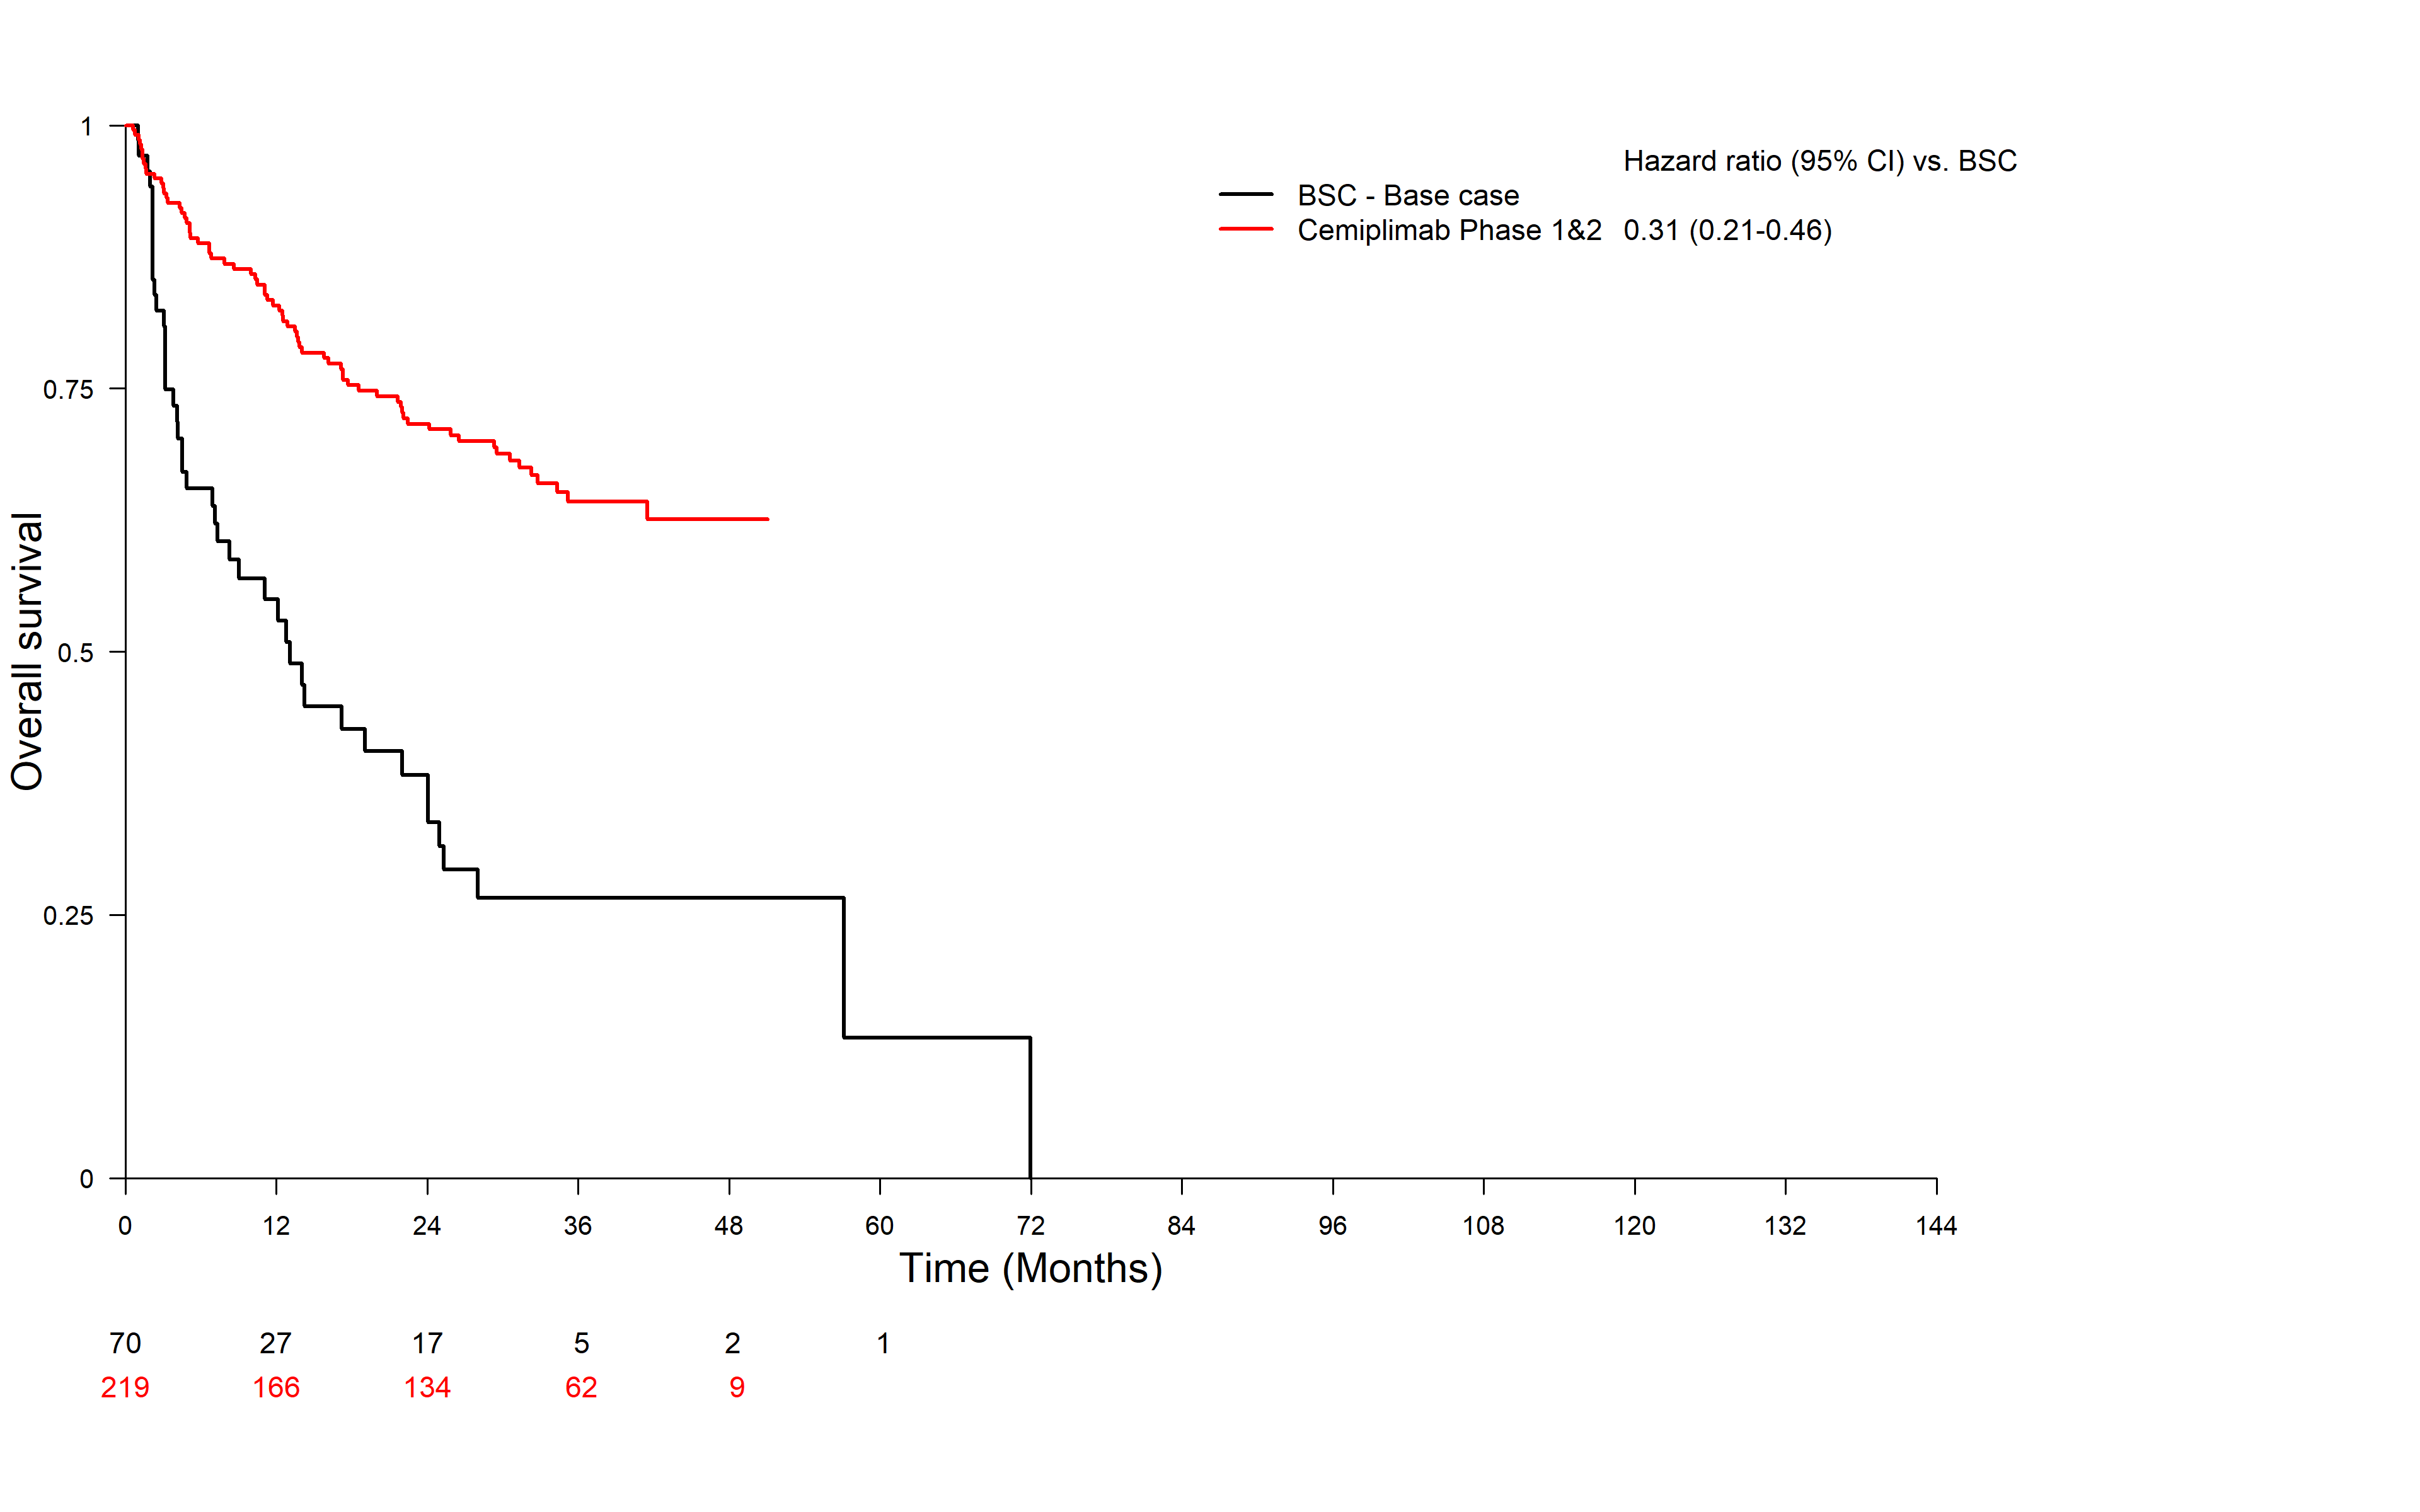 Hazard ratio (95% CI) vs. BSC
BSC - Base case
Cemiplimab Phase 1&2 0.31 (0.21-0.46)
Overall survival
1
0.75
0.5
0.25
0
0 12 24 36 48 60 72 84 96 108 120 132 144
Time (Months)
70 27 17 5 2 1
219 166 134 62 9